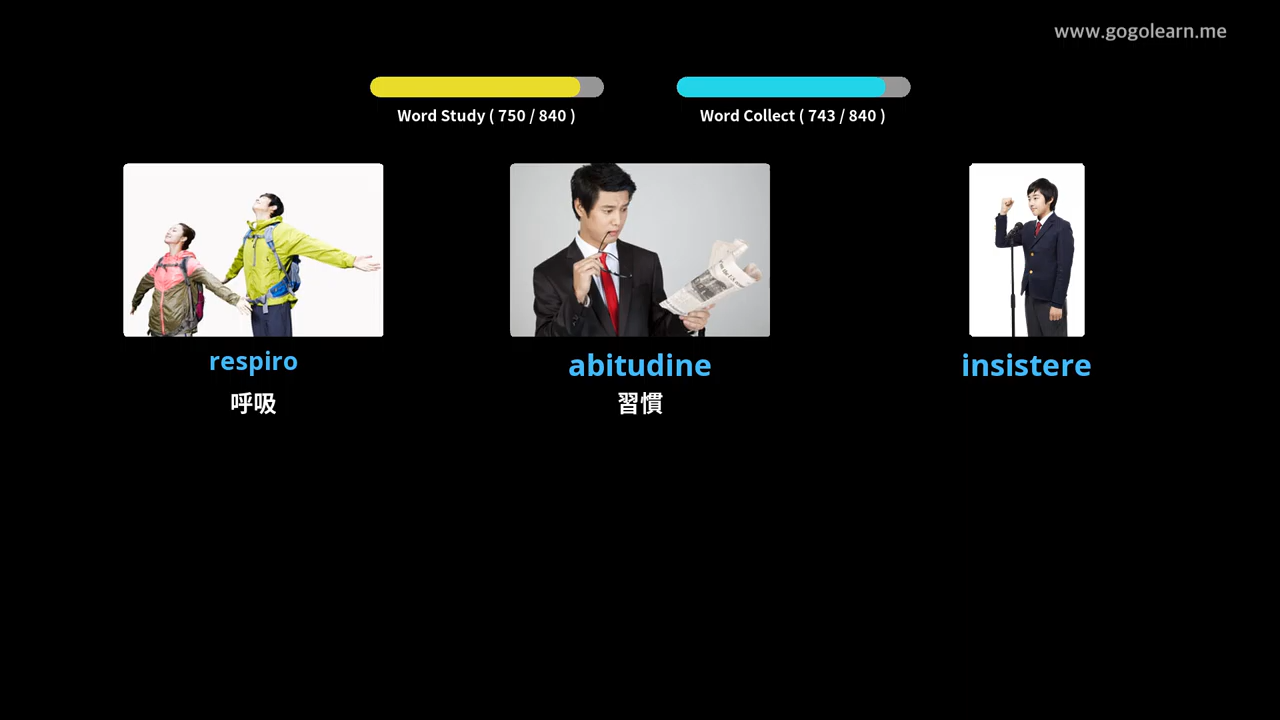 www.gogolearn.me
Word Study ( 750 / 840 )
Word Collect ( 743 / 840 )
respiro
abitudine
insistere
呼吸
習慣